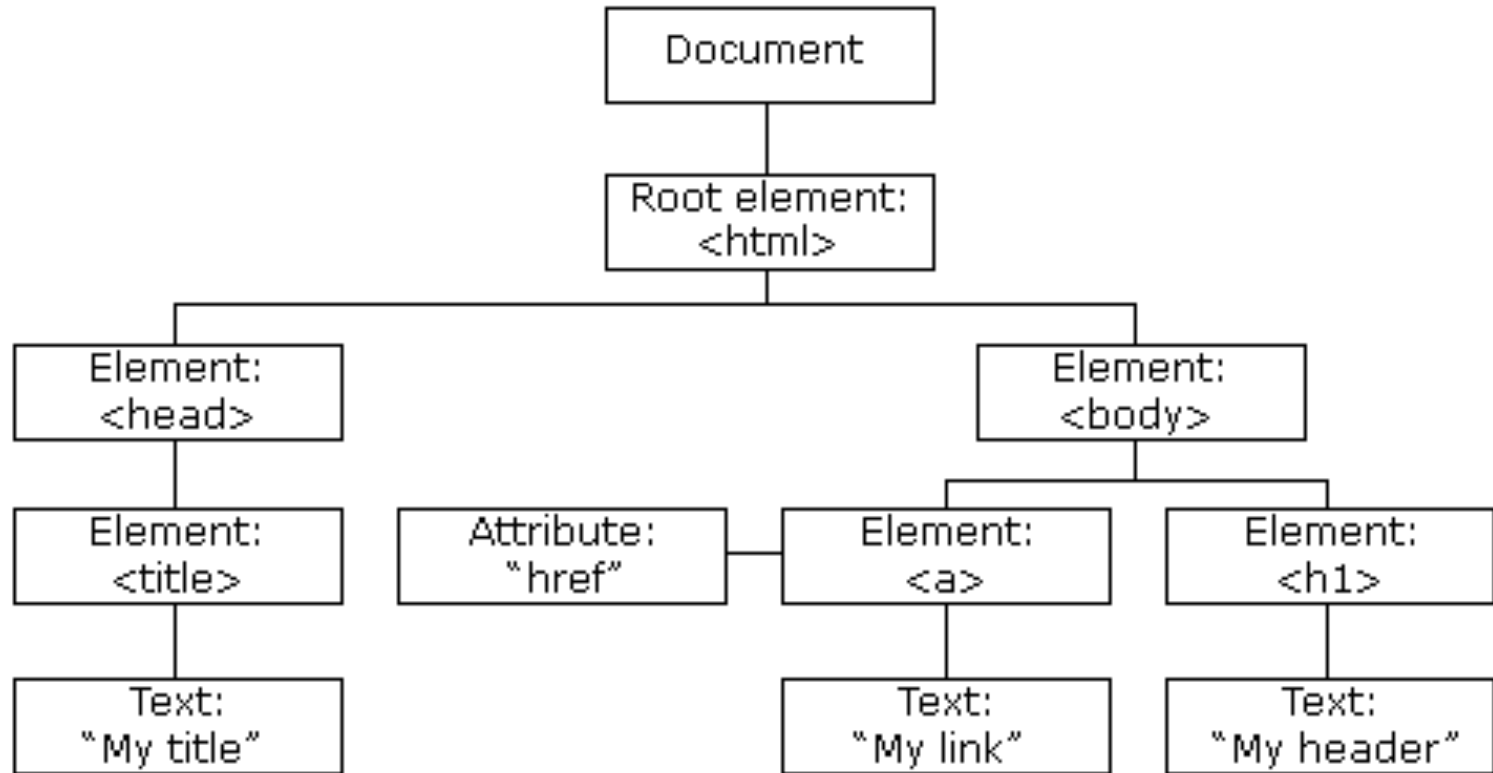 Document
Root element:
<html>
Element:
<head>
Element:
<body>
Element:
<title>
Attribute:
“href”
Element:
<a>
Element:
<h1>
Text:
“My title”
Text:
“My link”
Text:
“My header”